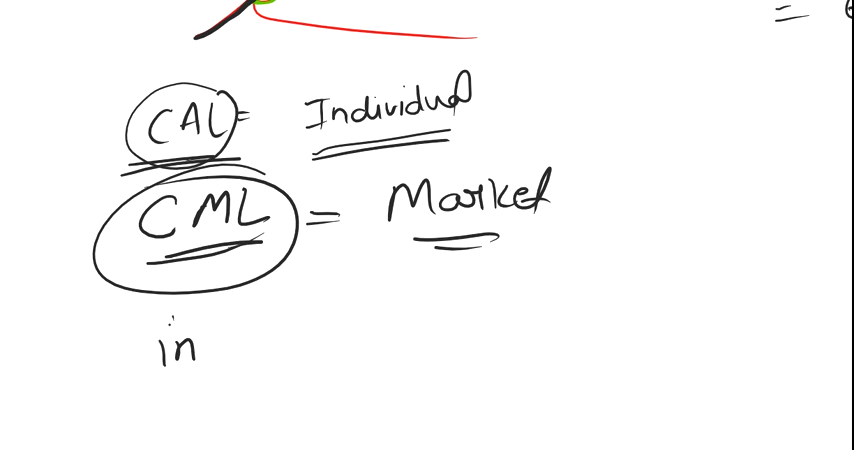 CAL = Individual
CML = Market
in